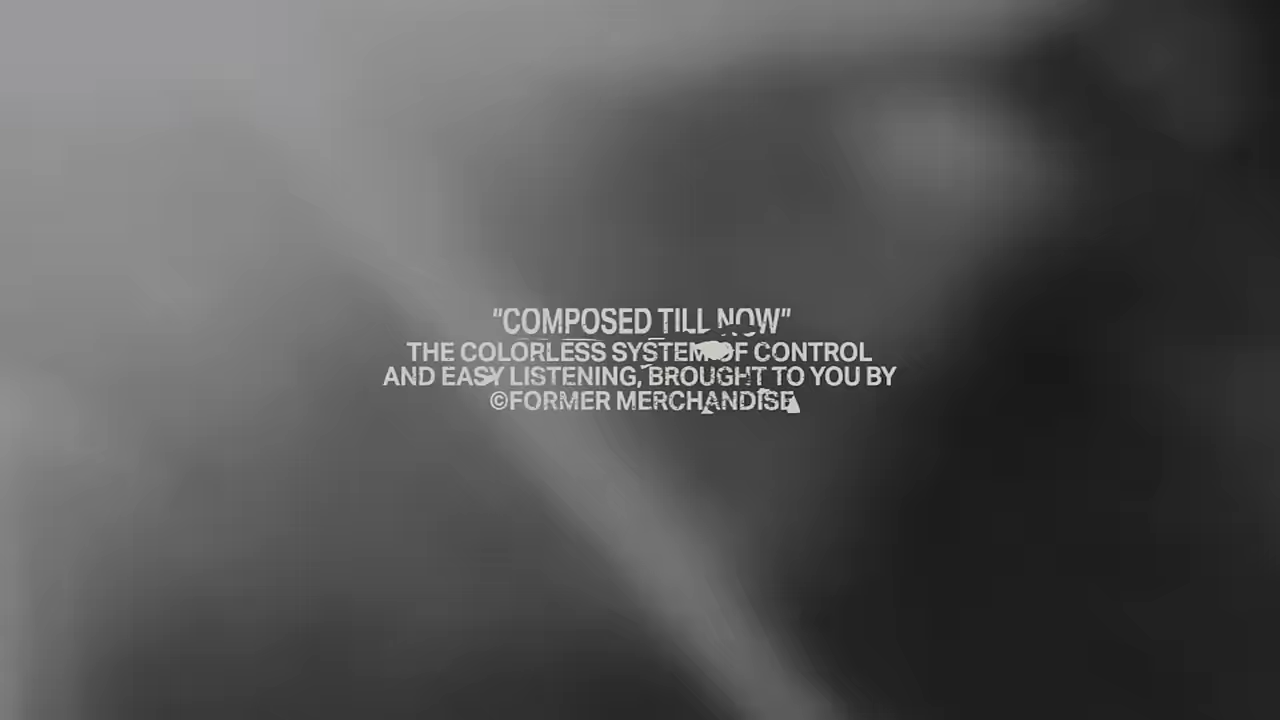 "COMPOSED TILL NOW"
THE COLORLESS SYSTEM OF CONTROL
AND EASY LISTENING, BROUGHT TO YOU BY
©FORMER MERCHANDISE